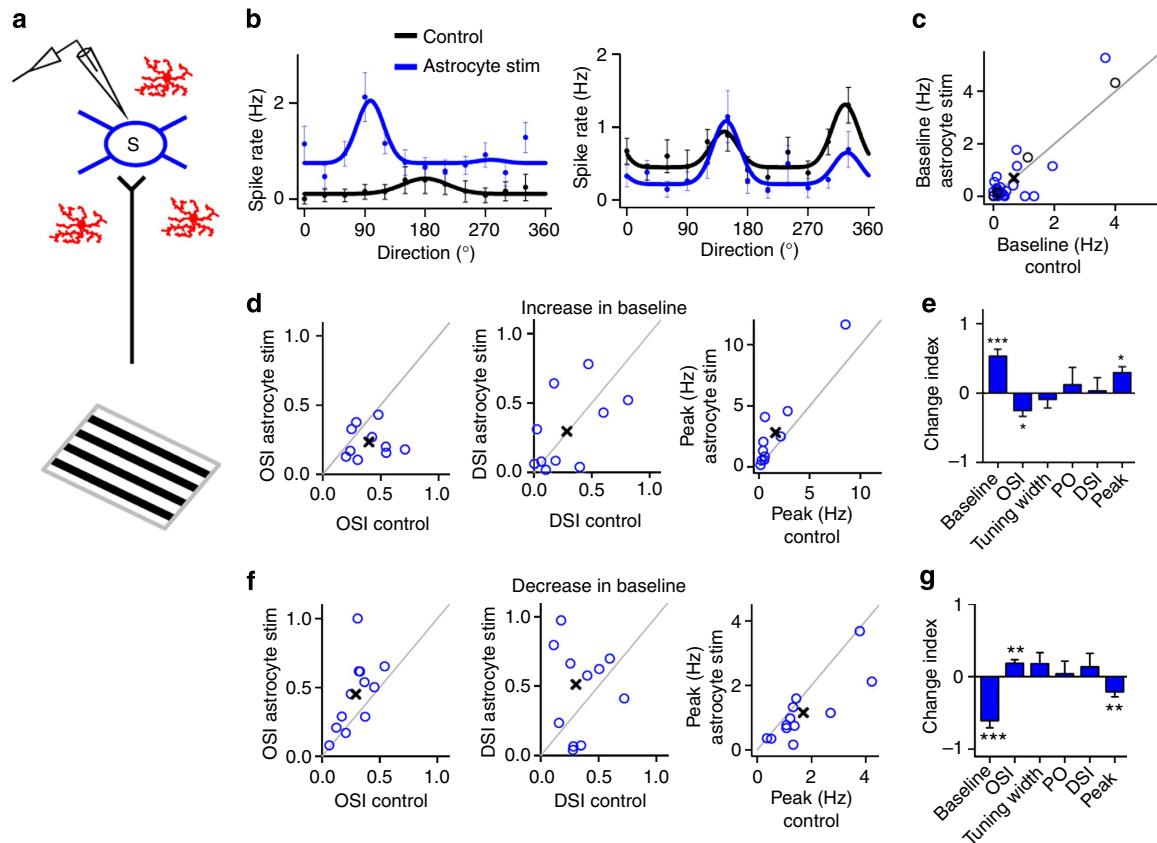 a
S
b
Control
Astrocyte stim
Spike rate (Hz)
2
0
0 90 180 270 360
Direction (°)
Spike rate (Hz)
2
1
0
0 90 180 270 360
Direction (°)
c
Baseline (Hz)
astrocyte stim
4
2
0
0 2 4
Baseline (Hz)
control
d
Increase in baseline
OSI astrocyte stim
1.0
0.5
0.0
0.0 0.5 1.0
OSI control
DSI astrocyte stim
1.0
0.5
0.0
0.0 0.5 1.0
DSI control
Peak (Hz)
astrocyte stim
10
5
0
0 5 10
Peak (Hz)
control
e
Change index
1
0
−1
***
*
*
Baseline
OSI
Tuning width
PO
DSI
Peak
f
Decrease in baseline
OSI astrocyte stim
1.0
0.5
0.0
0.0 0.5 1.0
OSI control
DSI astrocyte stim
1.0
0.5
0.0
0.0 0.5 1.0
DSI control
Peak (Hz)
astrocyte stim
4
2
0
0 2 4
Peak (Hz)
control
g
Change index
1
0
−1
***
**
**
Baseline
OSI
Tuning width
PO
DSI
Peak